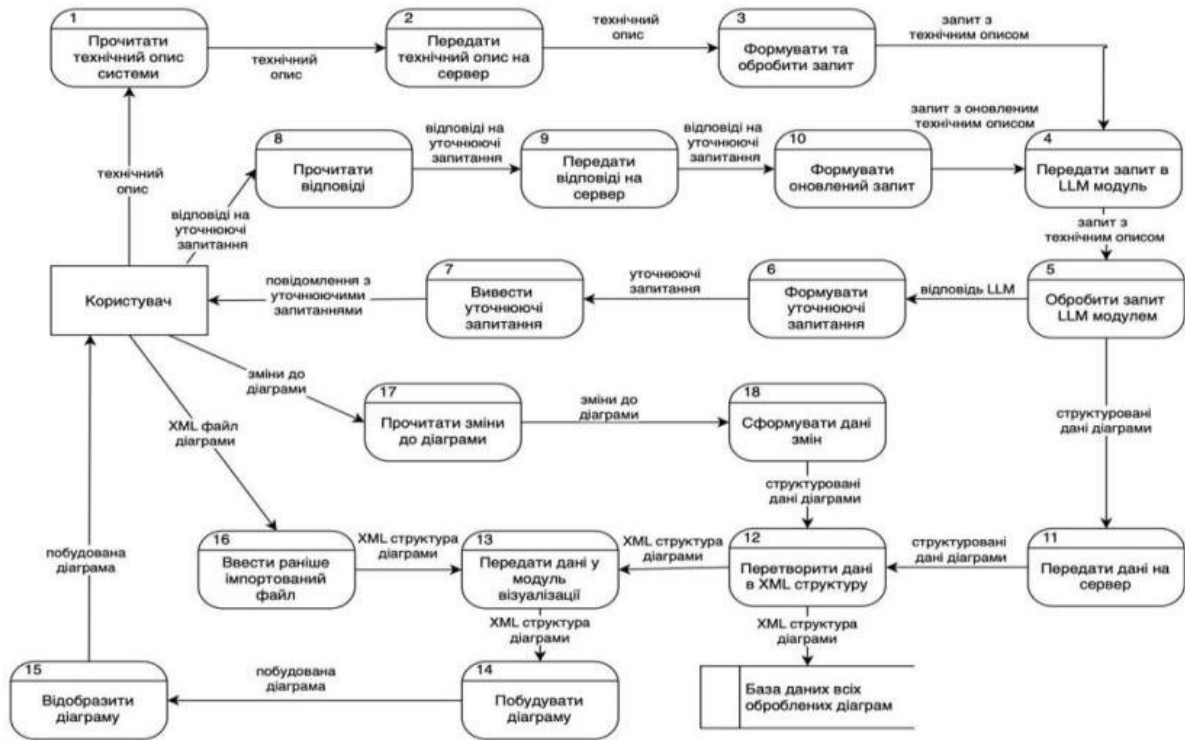 1
Прочитати
технічний опис
системи
технічний
опис
2
Передати
технічний опис на
сервер
технічний
опис
3
Формувати та
обробити запит
запит з
технічним описом
технічний
опис
8
Прочитати
відповіді
відповіді на
уточнюючі
запитання
9
Передати
відповіді на
сервер
відповіді на
уточнюючі
запитання
10
Формувати
оновлений запит
запит з оновленим
технічним описом
4
Передати запит в
LLM модуль
відповіді на
уточнюючі
запитання
запит з
технічним описом
Користувач
повідомлення з
уточнюючими
запитаннями
7
Вивести
уточнюючі
запитання
уточнюючі
запитання
6
Формувати
уточнюючі
запитання
відповідь LLM
5
Обробити запит
LLM модулем
зміни до
діаграми
17
Прочитати зміни
до діаграми
зміни до
діаграми
18
Сформувати дані
змін
структуровані
дані діаграми
XML файл
діаграми
структуровані
дані діаграми
побудована
діаграма
16
Ввести раніше
імпортований
файл
XML структура
діаграми
13
Передати дані у
модуль
візуалізації
XML структура
діаграми
12
Перетворити дані
в XML структуру
структуровані
дані діаграми
11
Передати дані на
сервер
XML структура
діаграми
XML структура
діаграми
15
Відобразити
діаграму
побудована
діаграма
14
Побудувати
діаграму
База даних всіх
оброблених діаграм